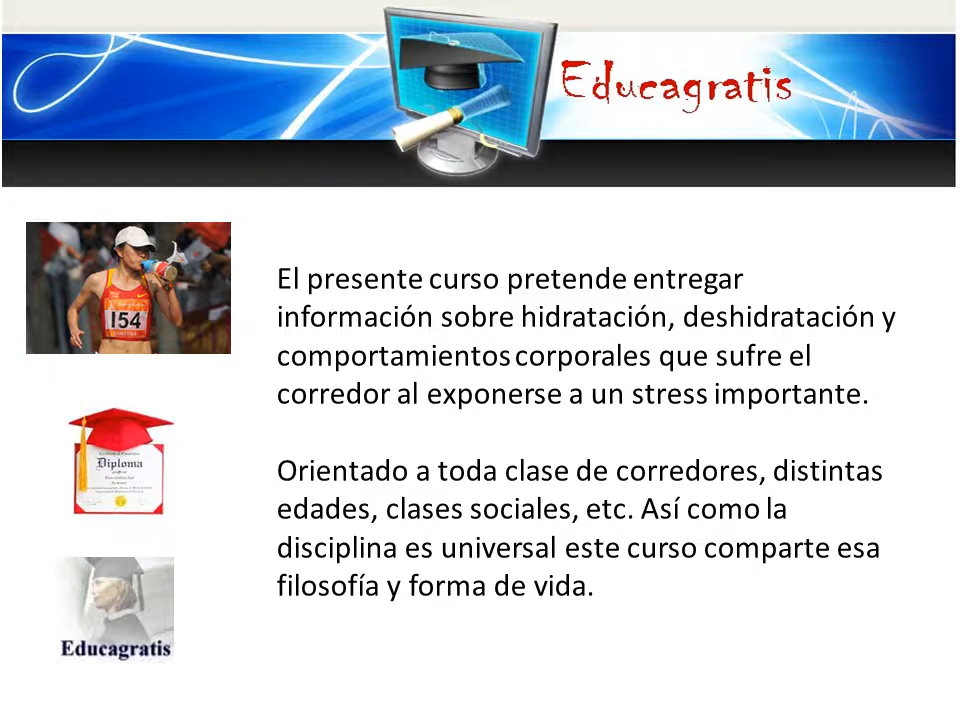 Educagratis
154
El presente curso pretende entregar
información sobre hidratación, deshidratación y
comportamientos corporales que sufre el
corredor al exponerse a un stress importante.
Diploma
Orientado a toda clase de corredores, distintas
edades, clases sociales, etc. Así como la
disciplina es universal este curso comparte esa
filosofía y forma de vida.
Educagratis